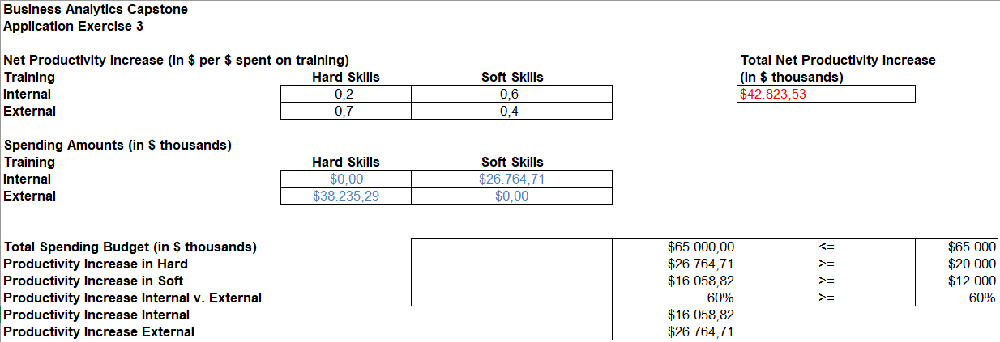 Business Analytics Capstone
Application Exercise 3
Net Productivity Increase (in $ per $ spent on training) Total Net Productivity Increase
Training Hard Skills Soft Skills (in $ thousands)
Internal 0,2 0,6 $42.823,53
External 0,7 0,4
Spending Amounts (in $ thousands)
Training Hard Skills Soft Skills
Internal $0,00 $26.764,71
External $38.235,29 $0,00
Total Spending Budget (in $ thousands) $65.000,00 <= $65.000
Productivity Increase in Hard $26.764,71 >= $20.000
Productivity Increase in Soft $16.058,82 >= $12.000
Productivity Increase Internal v. External 60% >= 60%
Productivity Increase Internal $16.058,82
Productivity Increase External $26.764,71